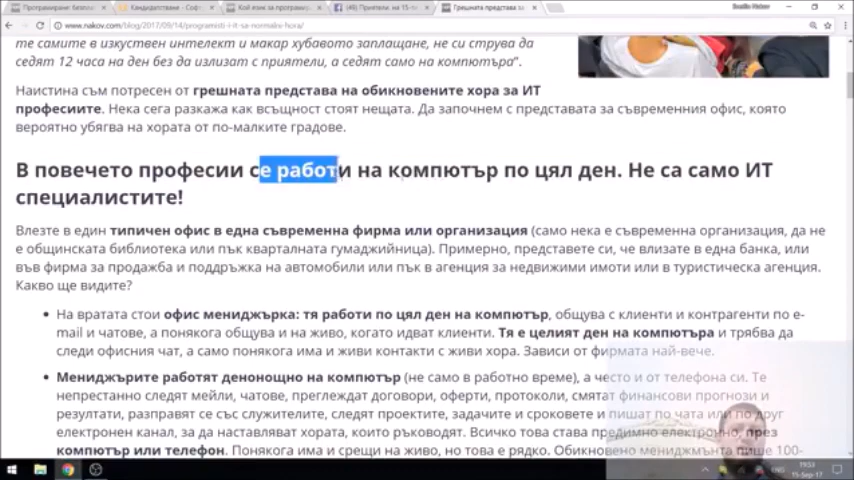 Програмиране безпла
Кандидатстване - Соф
Кой език за програмир
(46) Приятели на 15-т
Грешната представа за
Svetlin Nakov
www.nakov.com/blog/2017/09/14/programisti-i-it-sa-normalni-hora/
те самите в изкуствен интелект и макар хубавото заплащане, не си струва да
седят 12 часа на ден без да излизат с приятели, а седят само на компютъра".
Наистина съм потресен от грешната представа на обикновените хора за ИТ
професиите. Нека сега разкажа как всъщност стоят нещата. Да започнем с представата за съвременния офис, която
вероятно убягва на хората от по-малките градове.
В повечето професии се работи на компютър по цял ден. Не са само ИТ
специалистите!
Влезте в един типичен офис в една съвременна фирма или организация (само нека е съвременна организация, да не
е общинската библиотека или пък кварталната гумаджийница). Примерно, представете си, че влизате в една банка, или
във фирма за продажба и поддръжка на автомобили или пък в агенция за недвижими имоти или в туристическа агенция.
Какво ще видите?
• На вратата стои офис мениджърка: тя работи по цял ден на компютър, общува с клиенти и контрагенти по e-
mail и чатове, а понякога общува и на живо, когато идват клиенти. Тя е целият ден на компютъра и трябва да
следи офисния чат, а само понякога има и живи контакти с живи хора. Зависи от фирмата най-вече.
• Мениджърите работят денонощно на компютър (не само в работно време), а често и от телефона си. Те
непрестанно следят мейли, чатове, преглеждат договори, оферти, протоколи, смятат финансови прогнози и
резултати, разправят се със служителите, следят проектите, задачите и сроковете и пишат по чата или по друг
електронен канал, за да наставляват хората, които ръководят. Всичко това става предимно електронно, през
компютър или телефон. Понякога има и срещи на живо, но това е рядко. Обикновено мениджмънта пише 100-
19:53
15-Sep-17